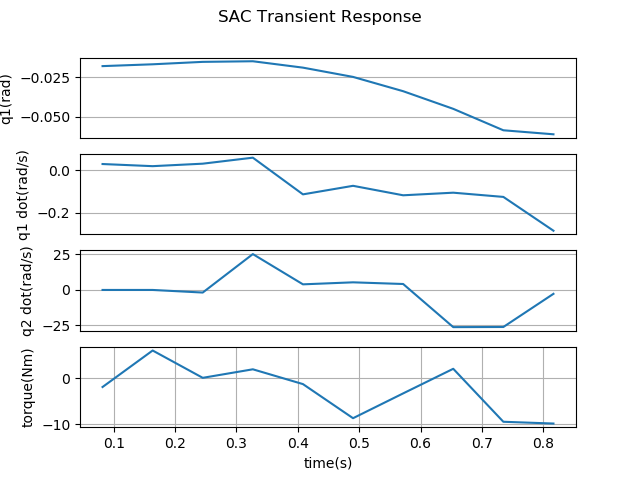 SAC Transient Response
q1(rad)
−0.025
−0.050
q1 dot(rad/s)
0.0
−0.2
q2 dot(rad/s)
25
0
−25
torque(Nm)
0
−10
0.1 0.2 0.3 0.4 0.5 0.6 0.7 0.8
time(s)